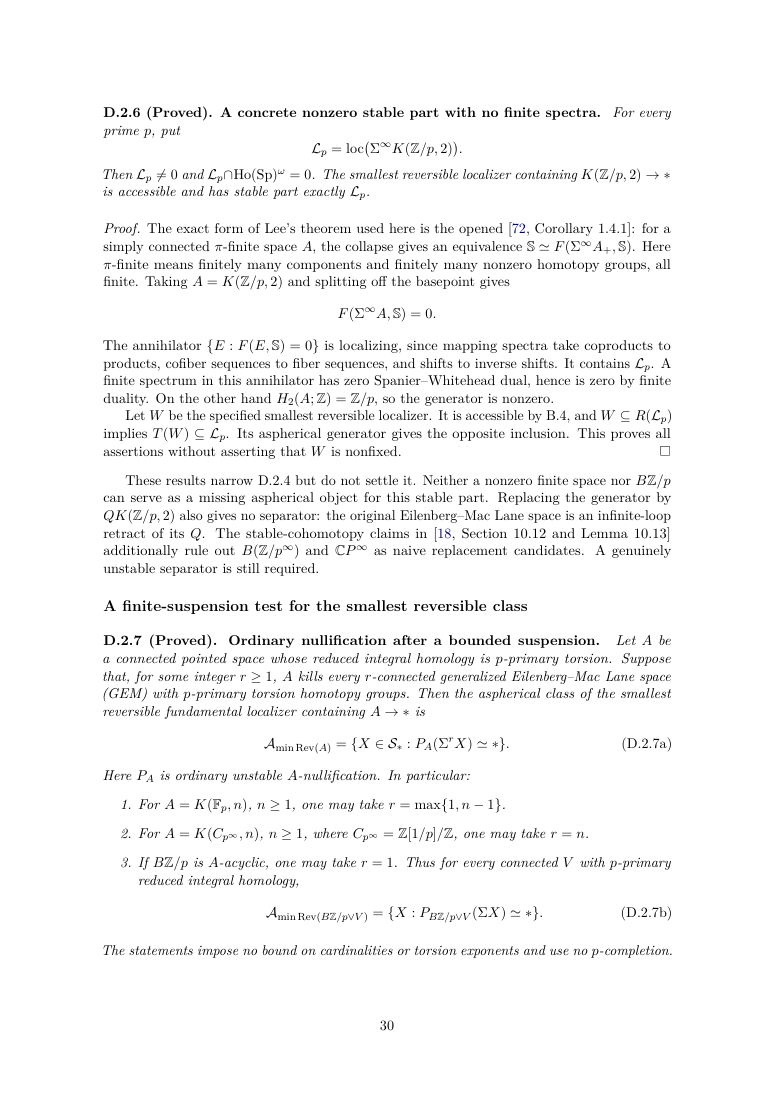 D.2.6 (Proved). A concrete nonzero stable part with no finite spectra. For every
prime p, put
ℒₚ = loc(Σ^∞K(ℤ/p, 2)).
Then ℒₚ ≠ 0 and ℒₚ∩Ho(Sp)^ω = 0. The smallest reversible localizer containing K(ℤ/p, 2) → ∗
is accessible and has stable part exactly ℒₚ.
Proof. The exact form of Lee's theorem used here is the opened [72, Corollary 1.4.1]: for a
simply connected π-finite space A, the collapse gives an equivalence 𝕊 ≃ F(Σ^∞A₊, 𝕊). Here
π-finite means finitely many components and finitely many nonzero homotopy groups, all
finite. Taking A = K(ℤ/p, 2) and splitting off the basepoint gives
F(Σ^∞A, 𝕊) = 0.
The annihilator {E : F(E, 𝕊) = 0} is localizing, since mapping spectra take coproducts to
products, cofiber sequences to fiber sequences, and shifts to inverse shifts. It contains ℒₚ. A
finite spectrum in this annihilator has zero Spanier–Whitehead dual, hence is zero by finite
duality. On the other hand H₂(A; ℤ) = ℤ/p, so the generator is nonzero.
Let W be the specified smallest reversible localizer. It is accessible by B.4, and W ⊆ R(ℒₚ)
implies T(W) ⊆ ℒₚ. Its aspherical generator gives the opposite inclusion. This proves all
assertions without asserting that W is nonfixed. □
These results narrow D.2.4 but do not settle it. Neither a nonzero finite space nor Bℤ/p
can serve as a missing aspherical object for this stable part. Replacing the generator by
QK(ℤ/p, 2) also gives no separator: the original Eilenberg–Mac Lane space is an infinite-loop
retract of its Q. The stable-cohomotopy claims in [18, Section 10.12 and Lemma 10.13]
additionally rule out B(ℤ/p^∞) and ℂP^∞ as naive replacement candidates. A genuinely
unstable separator is still required.
A finite-suspension test for the smallest reversible class
D.2.7 (Proved). Ordinary nullification after a bounded suspension. Let A be
a connected pointed space whose reduced integral homology is p-primary torsion. Suppose
that, for some integer r ≥ 1, A kills every r-connected generalized Eilenberg–Mac Lane space
(GEM) with p-primary torsion homotopy groups. Then the aspherical class of the smallest
reversible fundamental localizer containing A → ∗ is
𝒜_{min Rev(A)} = {X ∈ 𝒮_∗ : P_A(Σ^rX) ≃ ∗}. (D.2.7a)
Here P_A is ordinary unstable A-nullification. In particular:
1. For A = K(𝔽ₚ, n), n ≥ 1, one may take r = max{1, n − 1}.
2. For A = K(C_{p^∞}, n), n ≥ 1, where C_{p^∞} = ℤ[1/p]/ℤ, one may take r = n.
3. If Bℤ/p is A-acyclic, one may take r = 1. Thus for every connected V with p-primary
reduced integral homology,
𝒜_{min Rev(Bℤ/p∨V)} = {X : P_{Bℤ/p∨V}(ΣX) ≃ ∗}. (D.2.7b)
The statements impose no bound on cardinalities or torsion exponents and use no p-completion.
30